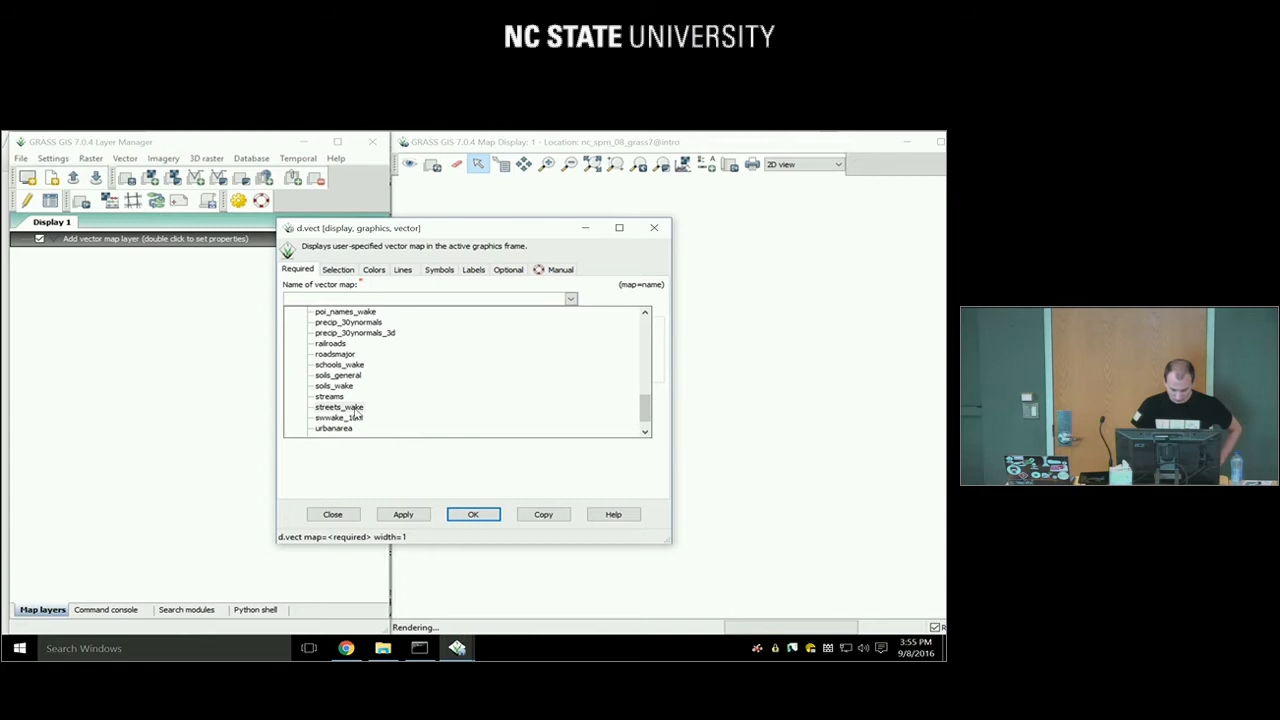 NC STATE UNIVERSITY
GRASS GIS 7.0.4 Layer Manager
GRASS GIS 7.0.4 Map Display: 1 - Location: nc_spm_08_grass7@intro
File Settings Raster Vector Imagery 3D raster Database Temporal Help
2D view
Display 1
Add vector map layer (double click to set properties)
d.vect [display, graphics, vector]
Displays user-specified vector map in the active graphics frame.
Required Selection Colors Lines Symbols Labels Optional Manual
Name of vector map:* (map=name)
poi_names_wake
precip_30ynormals
precip_30ynormals_3d
railroads
roadsmajor
schools_wake
soils_general
soils_wake
streams
streets_wake
urbanarea
Close Apply OK Copy Help
d.vect map=<required> width=1
Map layers Command console Search modules Python shell
Rendering...
Search Windows
3:55 PM
9/8/2016